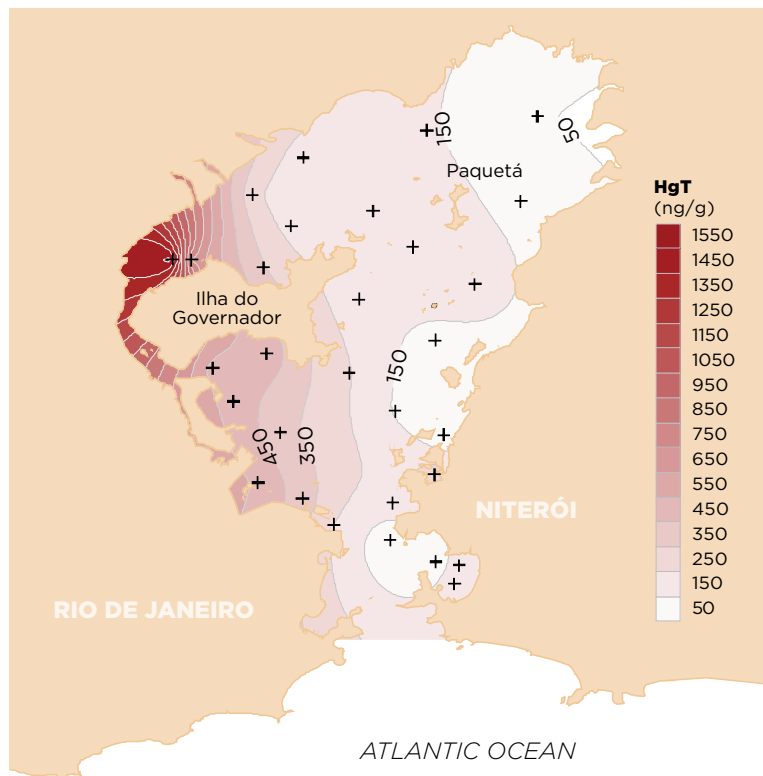 150
50
Paquetá
HgT
(ng/g)
1550
1450
1350
1250
1150
1050
950
850
750
650
550
450
350
250
150
50
Ilha do
Governador
150
450
350
NITERÓI
RIO DE JANEIRO
ATLANTIC OCEAN